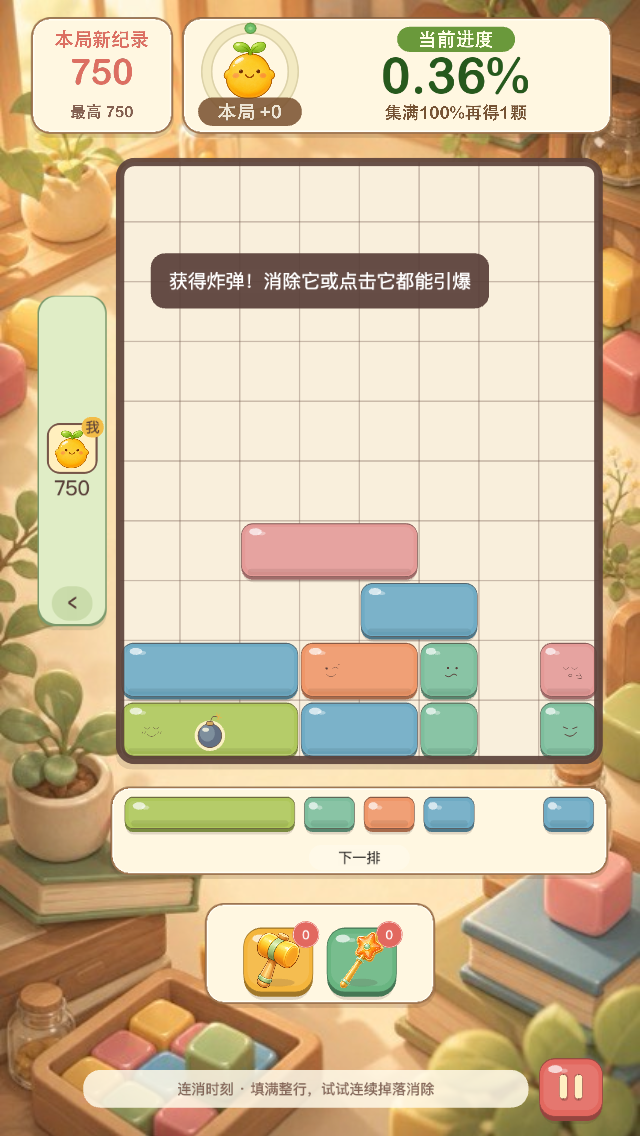 本局新纪录
750
最高 750
本局 +0
当前进度
0.36%
集满100%再得1颗
获得炸弹！消除它或点击它都能引爆
我
750
<
下一排
0
0
连消时刻 · 填满整行，试试连续掉落消除